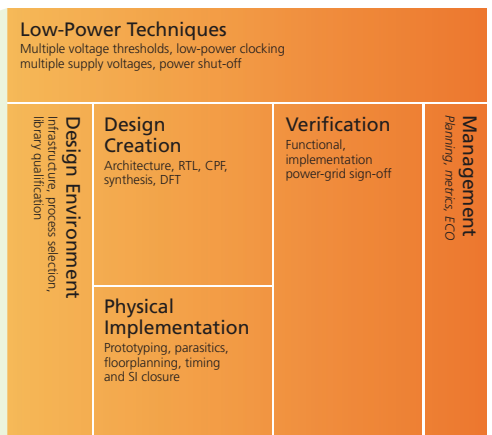 Low-Power Techniques
Multiple voltage thresholds, low-power clocking
multiple supply voltages, power shut-off
Design Environment
Infrastructure, process selection,
library qualification
Design
Creation
Architecture, RTL, CPF,
synthesis, DFT
Physical
Implementation
Prototyping, parasitics,
floorplanning, timing
and SI closure
Verification
Functional,
implementation
power-grid sign-off
Management
Planning, metrics, ECO